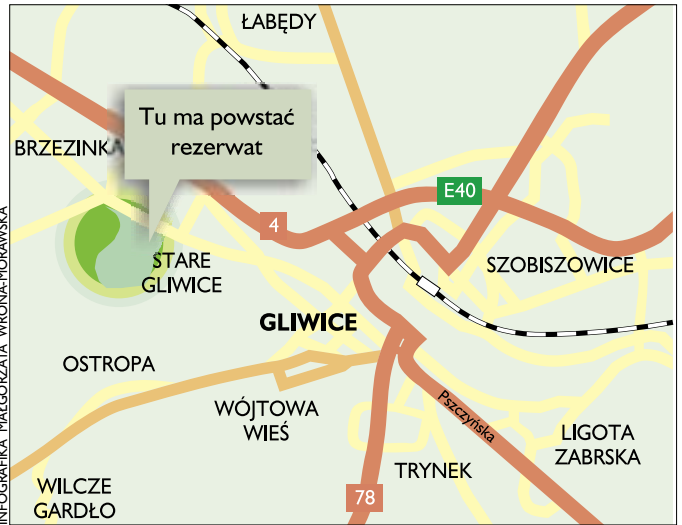 ŁABĘDY
Tu ma powstać
rezerwat
BRZEZINKA
E40
4
STARE
GLIWICE
SZOBISZOWICE
GLIWICE
OSTROPA
WÓJTOWA
WIEŚ
Pszczyńska
LIGOTA
ZABRSKA
TRYNEK
WILCZE
GARDŁO
78
INFOGRAFIKA MAŁGORZATA WRONA-MORAWSKA